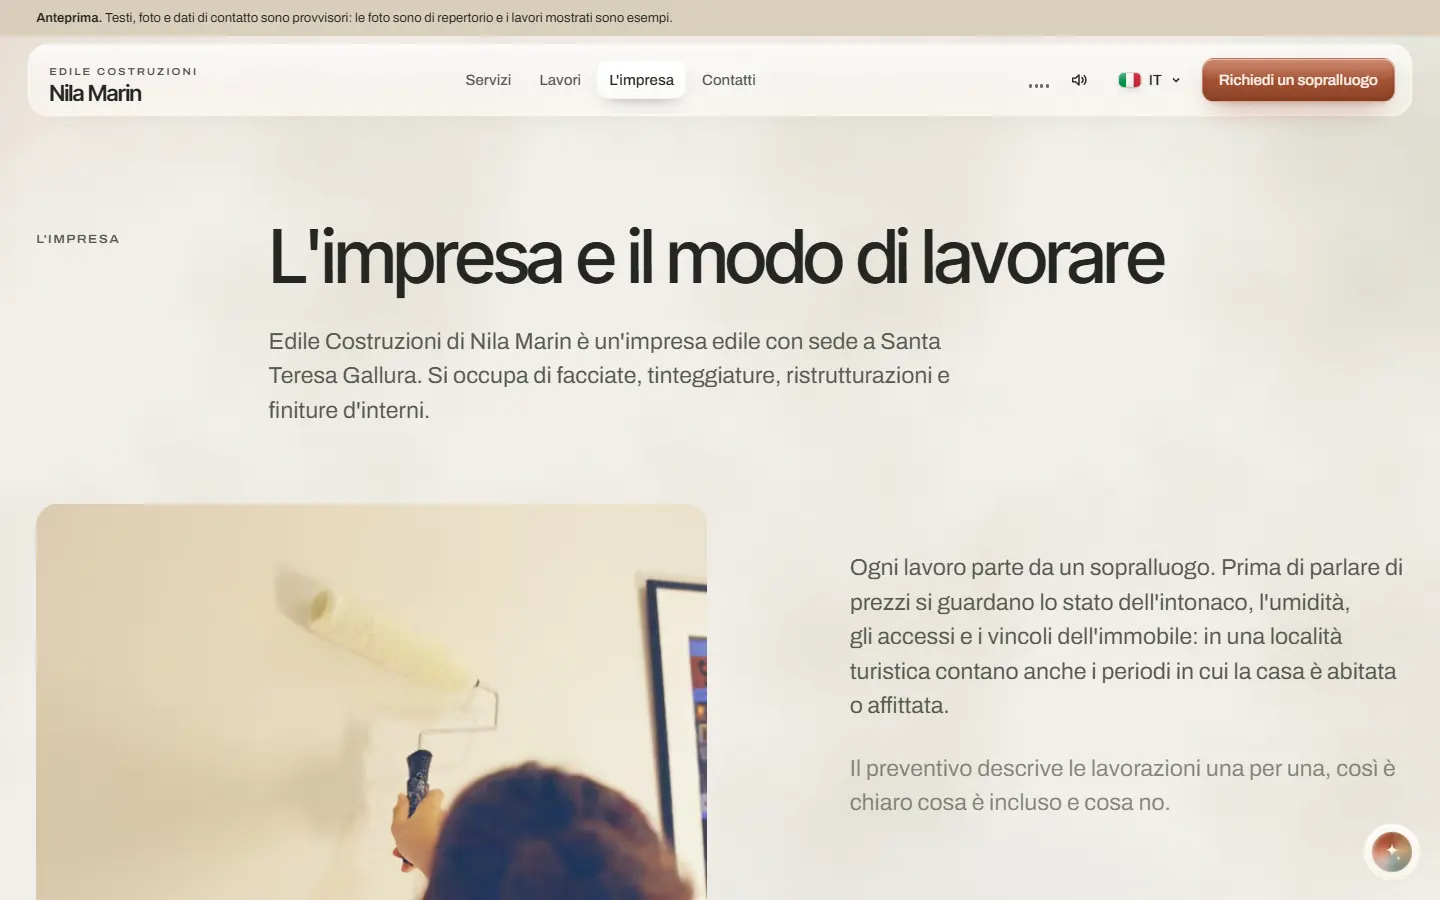 Anteprima. Testi, foto e dati di contatto sono provvisori: le foto sono di repertorio e i lavori mostrati sono esempi.
EDILE COSTRUZIONI
Nila Marin
Servizi
Lavori
L'impresa
Contatti
IT
Richiedi un sopralluogo
L'IMPRESA
L'impresa e il modo di lavorare
Edile Costruzioni di Nila Marin è un'impresa edile con sede a Santa
Teresa Gallura. Si occupa di facciate, tinteggiature, ristrutturazioni e
finiture d'interni.
Ogni lavoro parte da un sopralluogo. Prima di parlare di
prezzi si guardano lo stato dell'intonaco, l'umidità,
gli accessi e i vincoli dell'immobile: in una località
turistica contano anche i periodi in cui la casa è abitata
o affittata.
Il preventivo descrive le lavorazioni una per una, così è
chiaro cosa è incluso e cosa no.